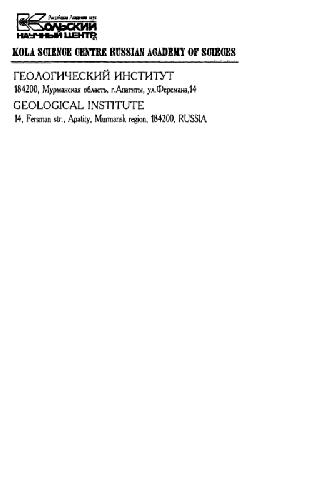 Российская Академия наук
КОЛЬСКИЙ
НАУЧНЫЙ ЦЕНТР
KOLA SCIENCE CENTRE RUSSIAN ACADEMY OF SCIECES
ГЕОЛОГИЧЕСКИЙ ИНСТИТУТ
184200, Мурманская область, г.Апатиты, ул.Ферсмана,14
GEOLOGICAL INSTITUTE
14, Fersman str., Apatity, Murmansk region, 184200, RUSSIA